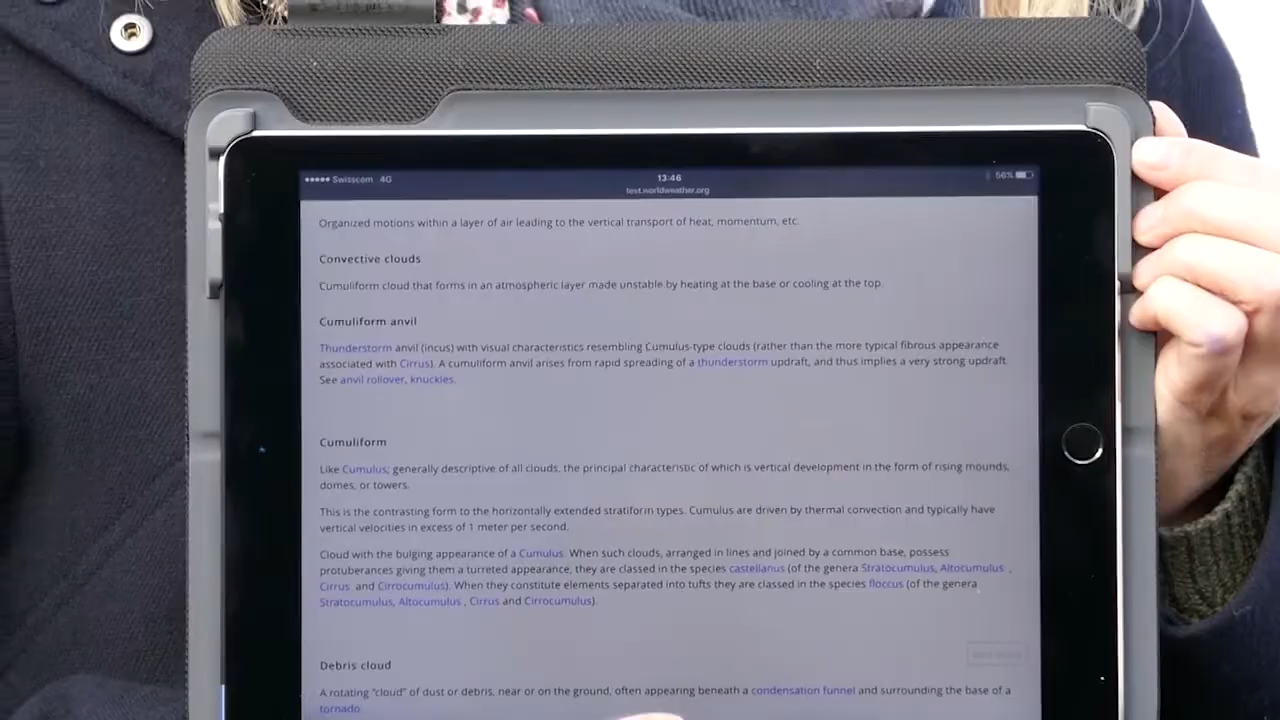 Swisscom 4G
13:46
56%
test.worldweather.org
Organized motions within a layer of air leading to the vertical transport of heat, momentum, etc.
Convective clouds
Cumuliform cloud that forms in an atmospheric layer made unstable by heating at the base or cooling at the top.
Cumuliform anvil
Thunderstorm anvil (incus) with visual characteristics resembling Cumulus-type clouds (rather than the more typical fibrous appearance
associated with Cirrus). A cumuliform anvil arises from rapid spreading of a thunderstorm updraft, and thus implies a very strong updraft.
See anvil rollover, knuckles.
Cumuliform
Like Cumulus; generally descriptive of all clouds, the principal characteristic of which is vertical development in the form of rising mounds,
domes, or towers.
This is the contrasting form to the horizontally extended stratiform types. Cumulus are driven by thermal convection and typically have
vertical velocities in excess of 1 meter per second.
Cloud with the bulging appearance of a Cumulus. When such clouds, arranged in lines and joined by a common base, possess
protuberances giving them a turreted appearance, they are classed in the species castellanus (of the genera Stratocumulus, Altocumulus ,
Cirrus and Cirrocumulus). When they constitute elements separated into tufts they are classed in the species floccus (of the genera
Stratocumulus, Altocumulus , Cirrus and Cirrocumulus).
Debris cloud
A rotating "cloud" of dust or debris, near or on the ground, often appearing beneath a condensation funnel and surrounding the base of a
tornado.